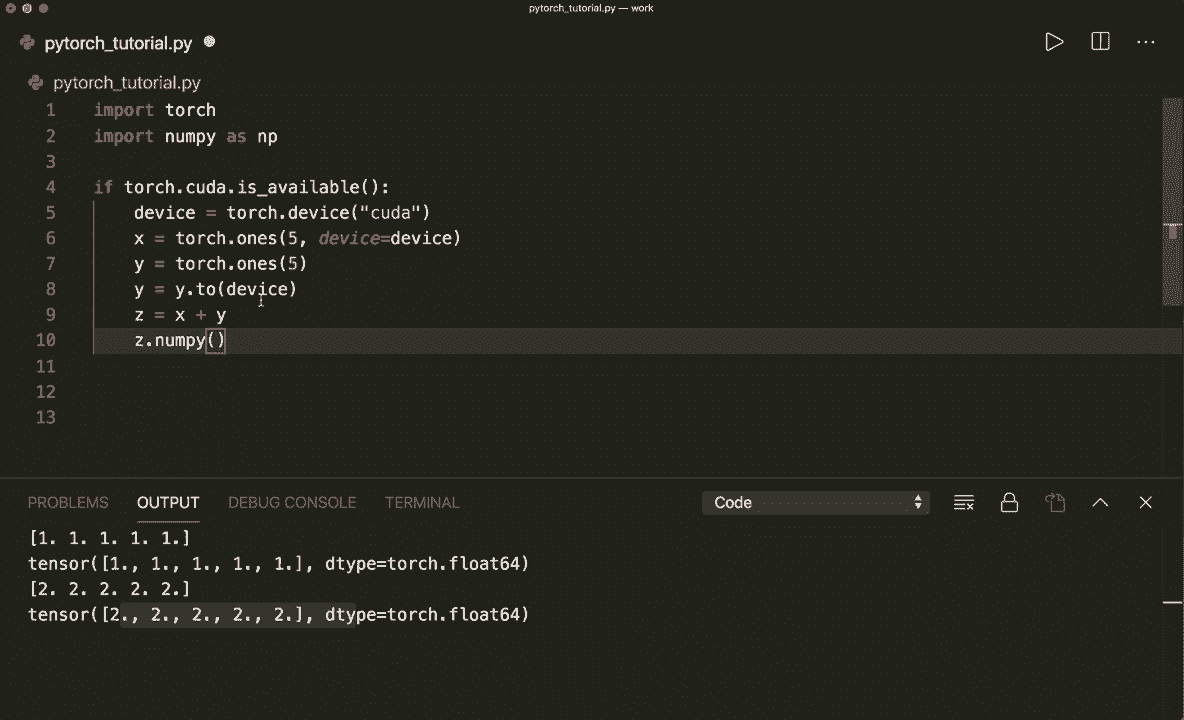 pytorch_tutorial.py — work
pytorch_tutorial.py
pytorch_tutorial.py
1 import torch
2 import numpy as np
3
4 if torch.cuda.is_available():
5 device = torch.device("cuda")
6 x = torch.ones(5, device=device)
7 y = torch.ones(5)
8 y = y.to(device)
9 z = x + y
10 z.numpy()
11
12
13
PROBLEMS OUTPUT DEBUG CONSOLE TERMINAL Code
[1. 1. 1. 1. 1.]
tensor([1., 1., 1., 1., 1.], dtype=torch.float64)
[2. 2. 2. 2. 2.]
tensor([2., 2., 2., 2., 2.], dtype=torch.float64)